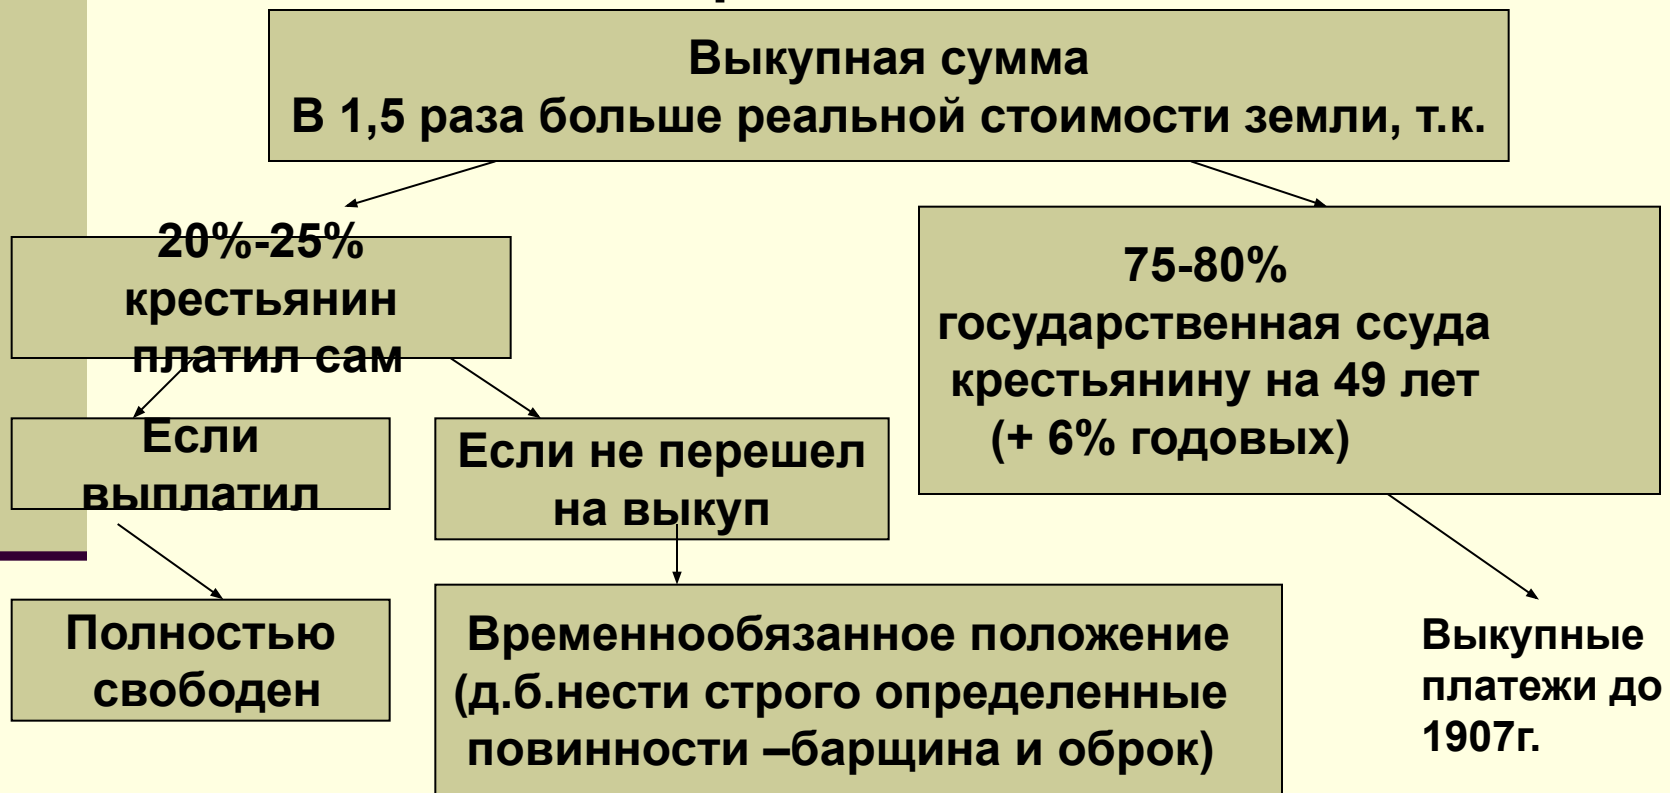 Выкупная сумма
В 1,5 раза больше реальной стоимости земли, т.к.
20%-25%
крестьянин
платил сам
75-80%
государственная ссуда
крестьянину на 49 лет
(+ 6% годовых)
Если
выплатил
Если не перешел
на выкуп
Полностью
свободен
Временнообязанное положение
(д.б.нести строго определенные
повинности –барщина и оброк)
Выкупные
платежи до
1907г.